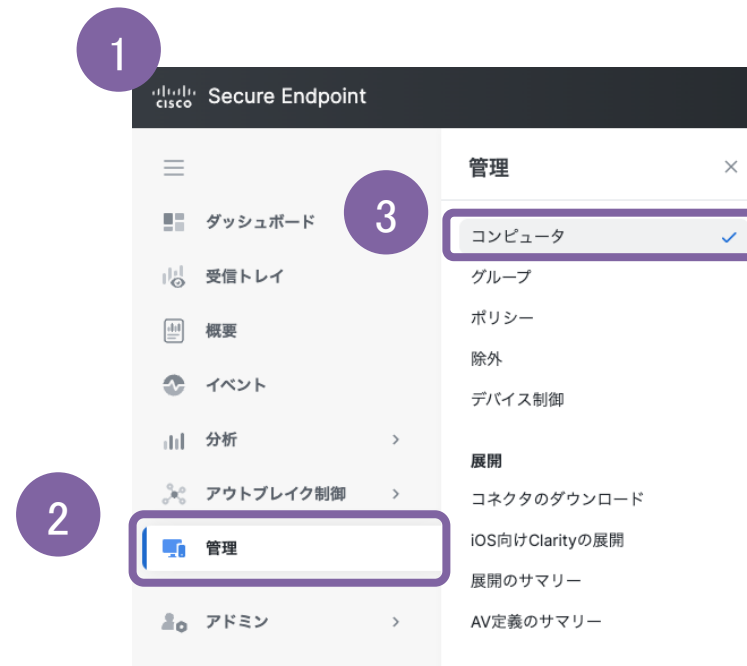 1
cisco Secure Endpoint
ダッシュボード
受信トレイ
概要
イベント
分析
アウトブレイク制御
2
管理
アドミン
管理
3
コンピュータ
グループ
ポリシー
除外
デバイス制御
展開
コネクタのダウンロード
iOS向けClarityの展開
展開のサマリー
AV定義のサマリー